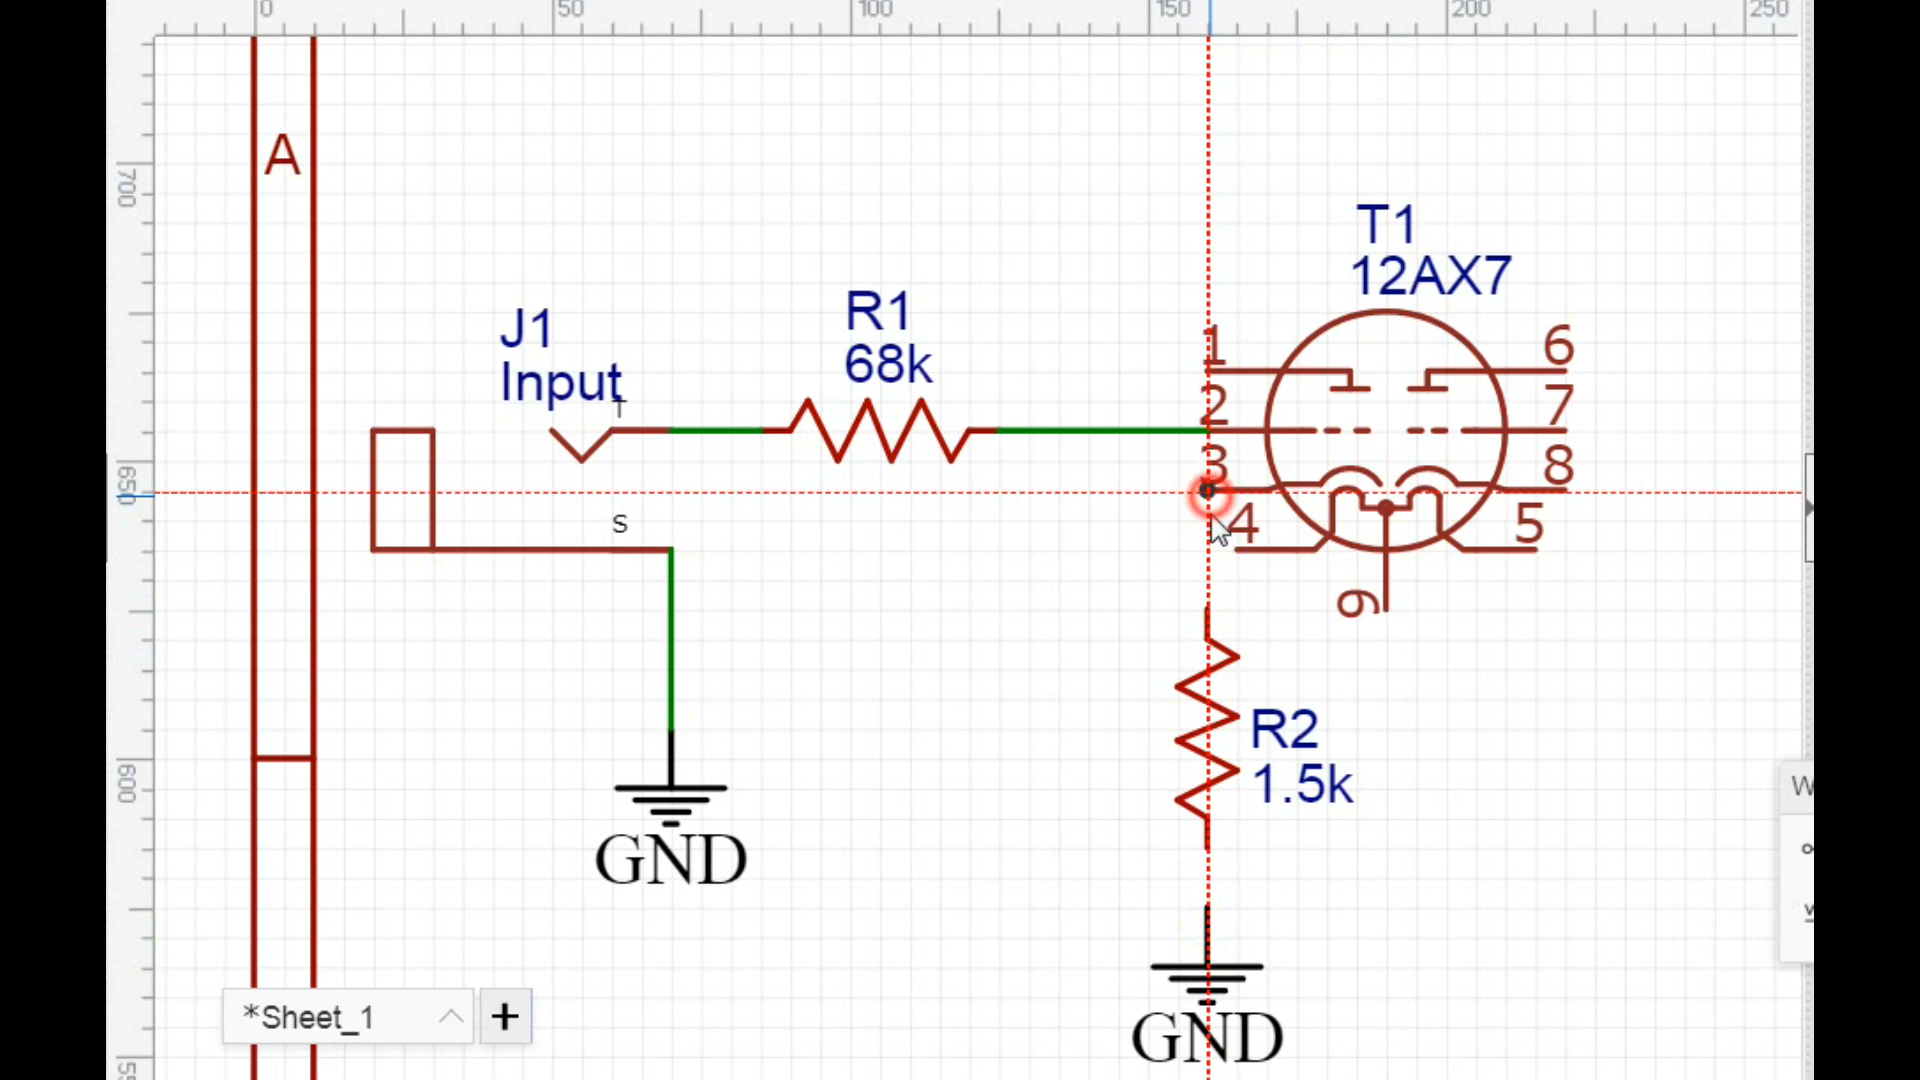 0 50 100 150 200 250
700
A
T1
12AX7
R1
68k
J1
Input
T
1 6
2 7
650
3 8
S
4 5
9
R2
1.5k
600
W
GND
*Sheet_1 +
GND